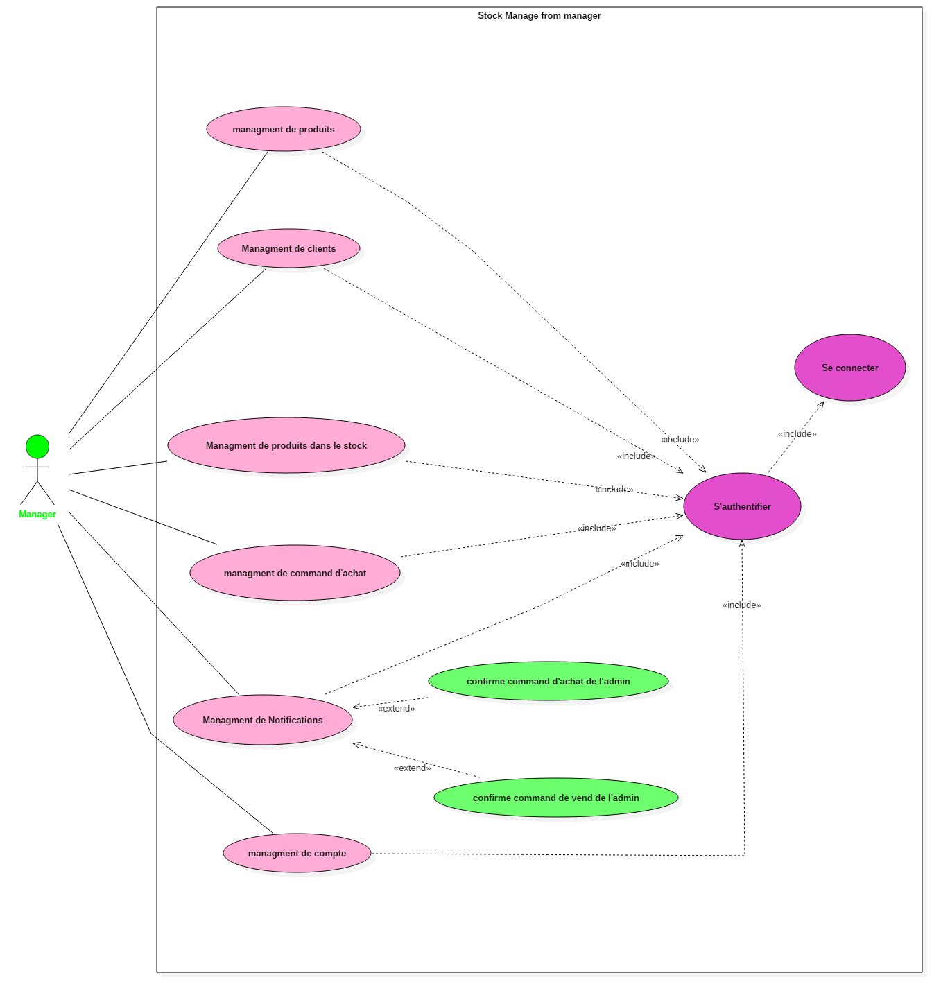 Stock Manage from manager
managment de produits
Managment de clients
Se connecter
«include»
«include»
Managment de produits dans le stock
«include»
«include»
S'authentifier
Manager
«include»
«include»
managment de command d'achat
«include»
confirme command d'achat de l'admin
«extend»
Managment de Notifications
«extend»
confirme command de vend de l'admin
managment de compte